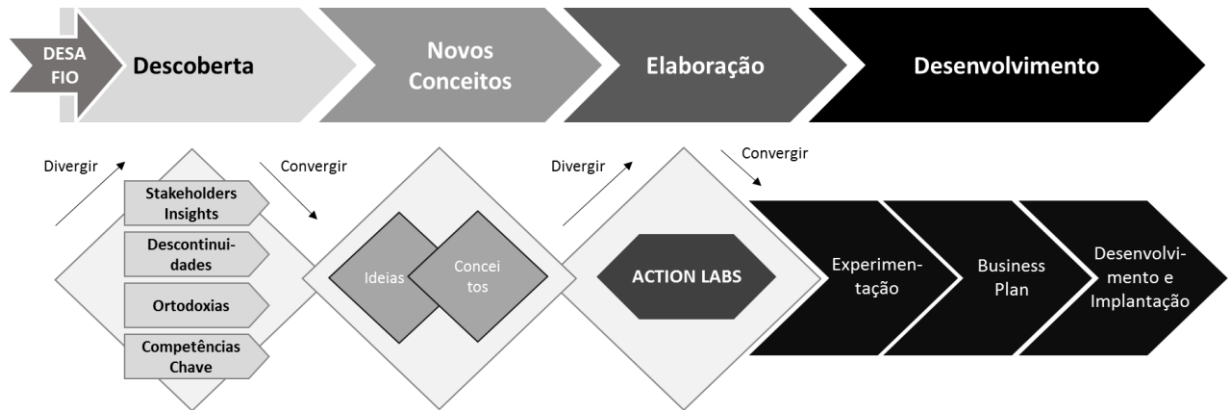 DESA
FIO
Descoberta
Novos
Conceitos
Elaboração
Desenvolvimento
Divergir
Convergir
Stakeholders
Insights
Descontinui-
dades
Ortodoxias
Competências
Chave
Ideias
Concei
tos
Divergir
Convergir
ACTION LABS
Experimen-
tação
Business
Plan
Desenvolvi-
mento e
Implantação